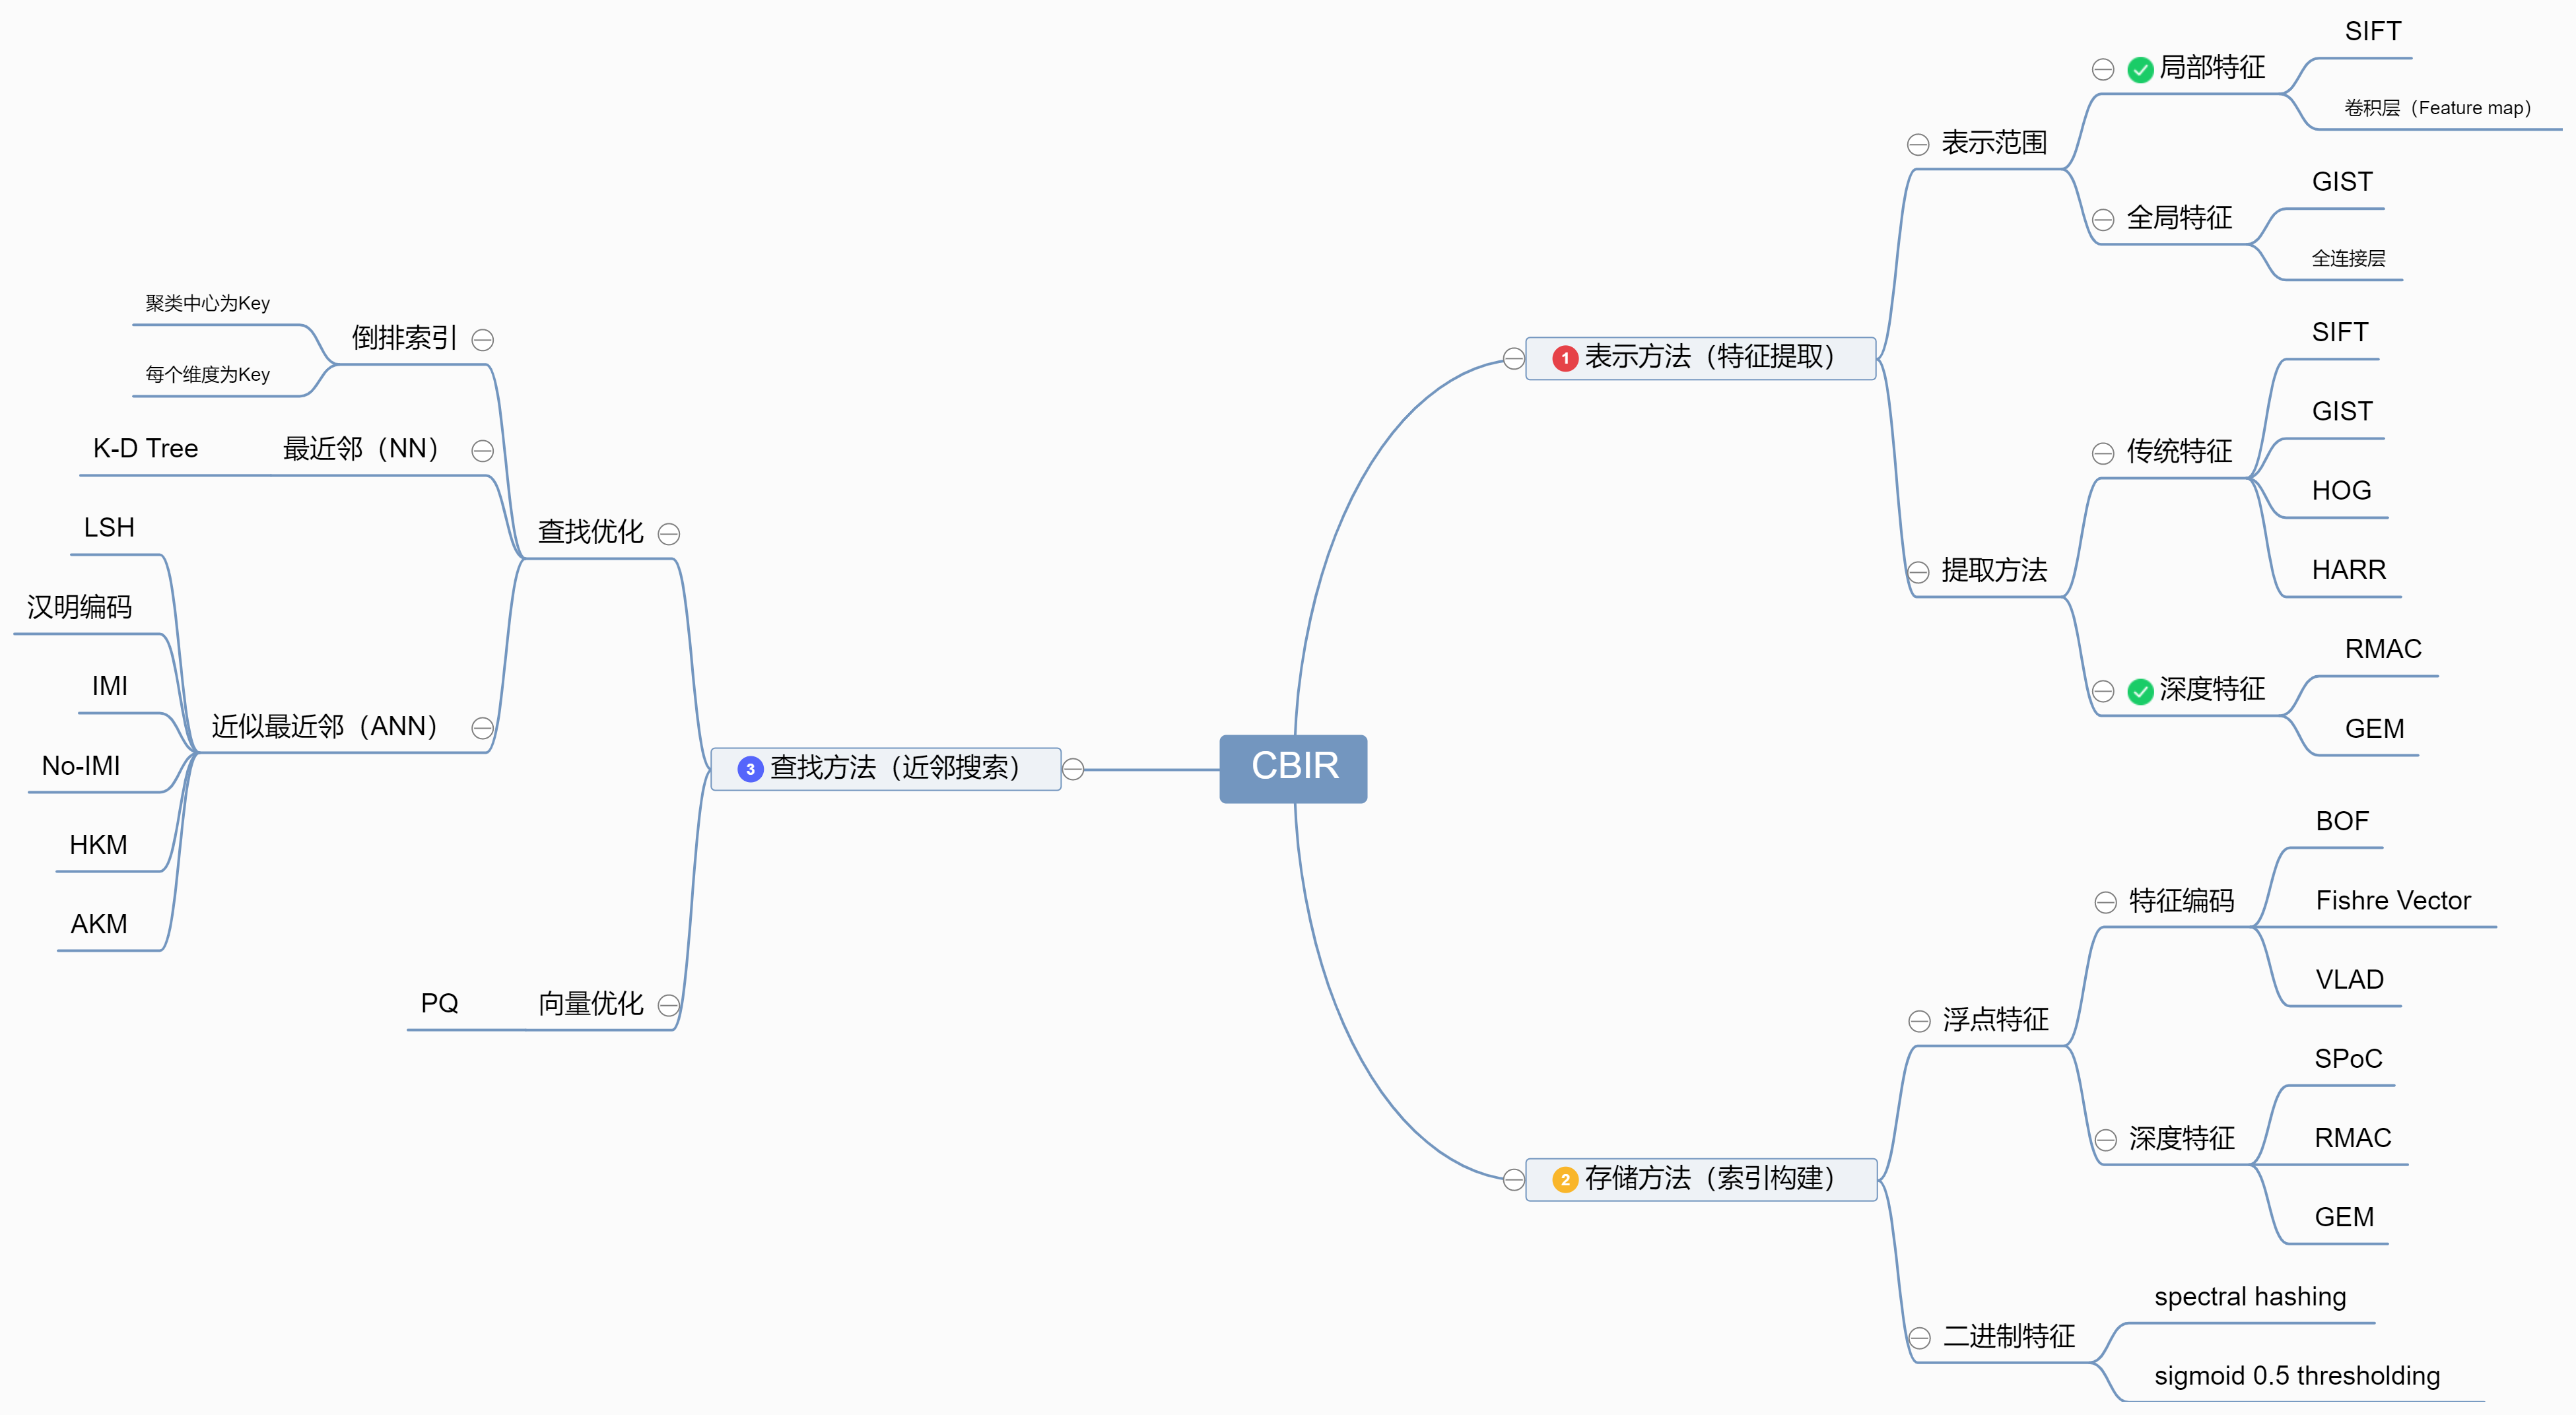 CBIR
1
表示方法（特征提取）
表示范围
局部特征
SIFT
卷积层（Feature map）
全局特征
GIST
全连接层
提取方法
传统特征
SIFT
GIST
HOG
HARR
深度特征
RMAC
GEM
2
存储方法（索引构建）
浮点特征
特征编码
BOF
Fishre Vector
VLAD
深度特征
SPoC
RMAC
GEM
二进制特征
spectral hashing
sigmoid 0.5 thresholding
3
查找方法（近邻搜索）
查找优化
倒排索引
聚类中心为Key
每个维度为Key
最近邻（NN）
K-D Tree
近似最近邻（ANN）
LSH
汉明编码
IMI
No-IMI
HKM
AKM
向量优化
PQ